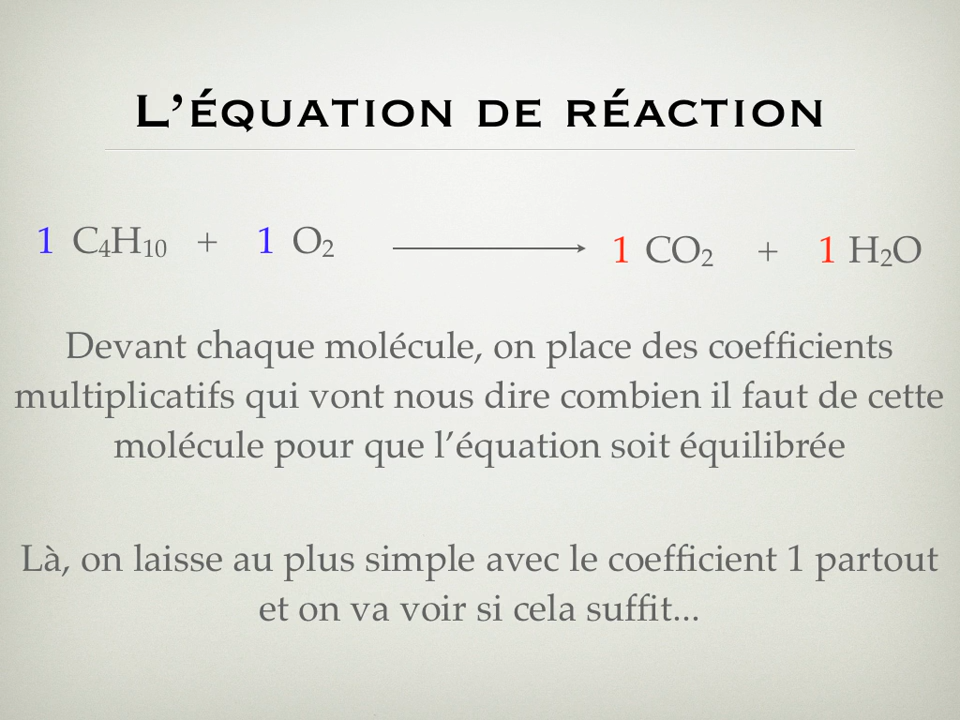 L’équation de réaction
1 C₄H₁₀ + 1 O₂ ⟶ 1 CO₂ + 1 H₂O
Devant chaque molécule, on place des coefficients
multiplicatifs qui vont nous dire combien il faut de cette
molécule pour que l’équation soit équilibrée
Là, on laisse au plus simple avec le coefficient 1 partout
et on va voir si cela suffit...